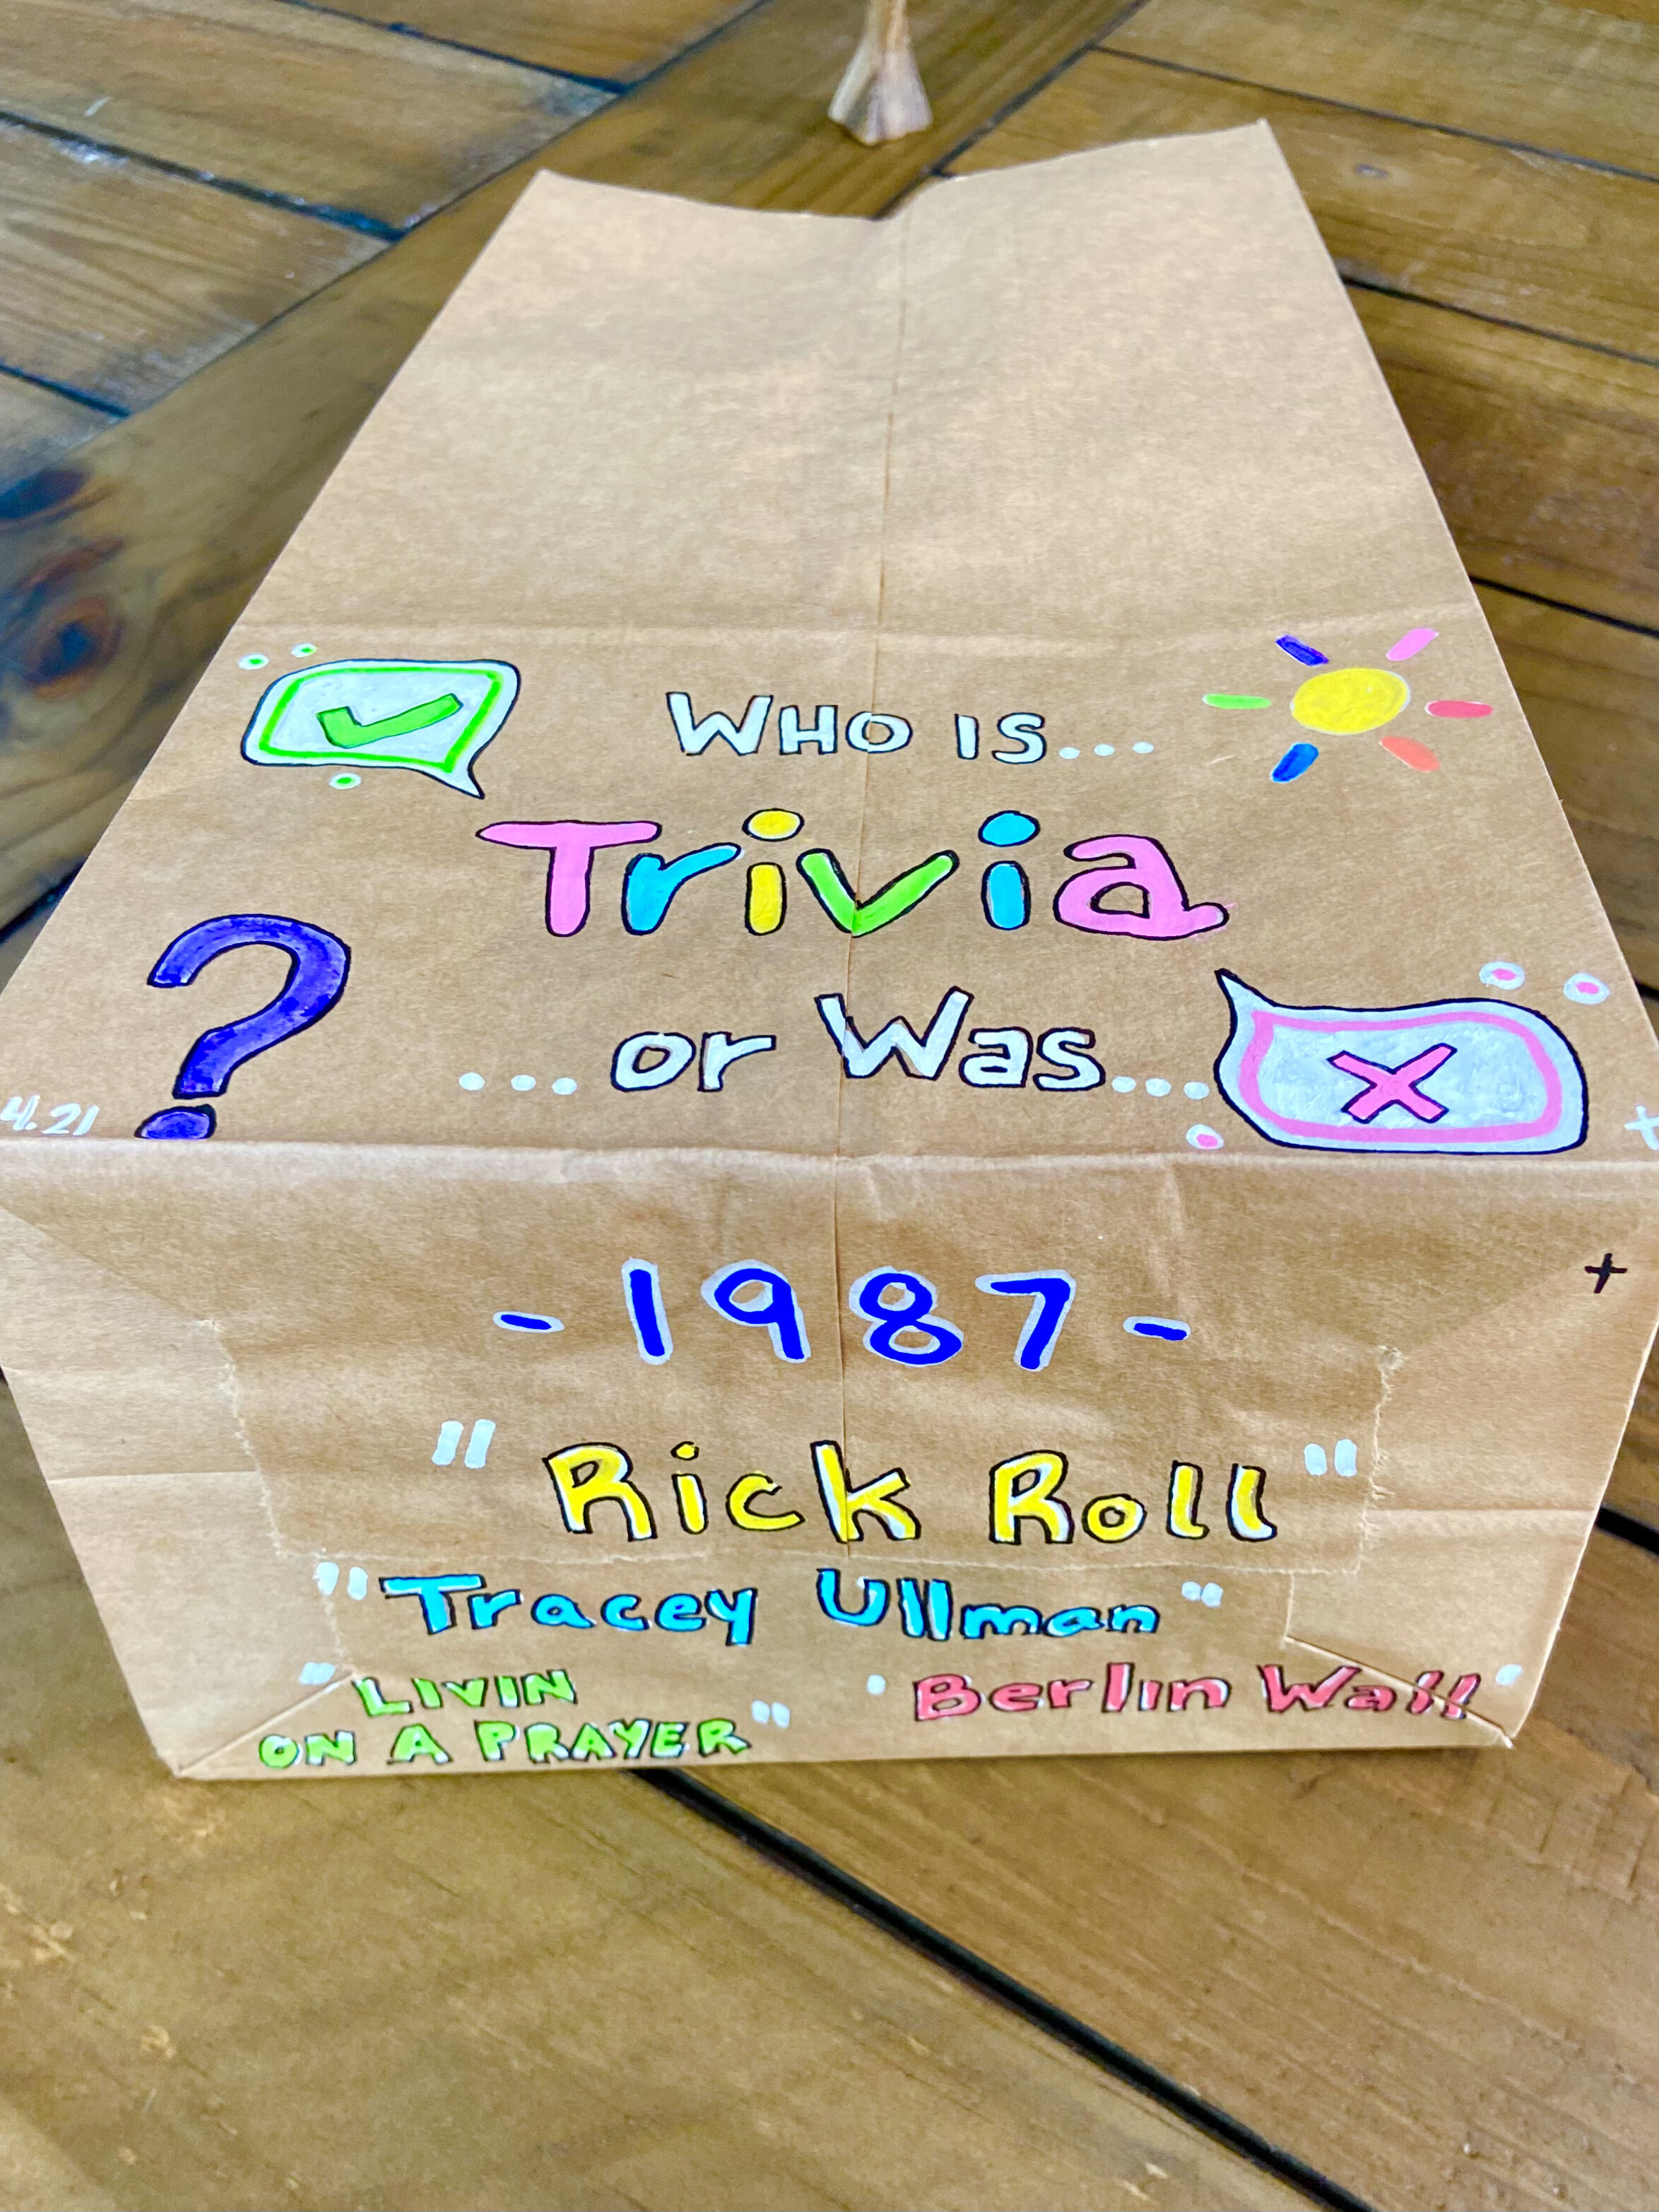 WHO IS...
Trivia
?
...or Was...
4.21
- 1987 -
"Rick Roll"
"Tracey Ullman"
"LIVIN
ON A PRAYER"
"Berlin Wall"